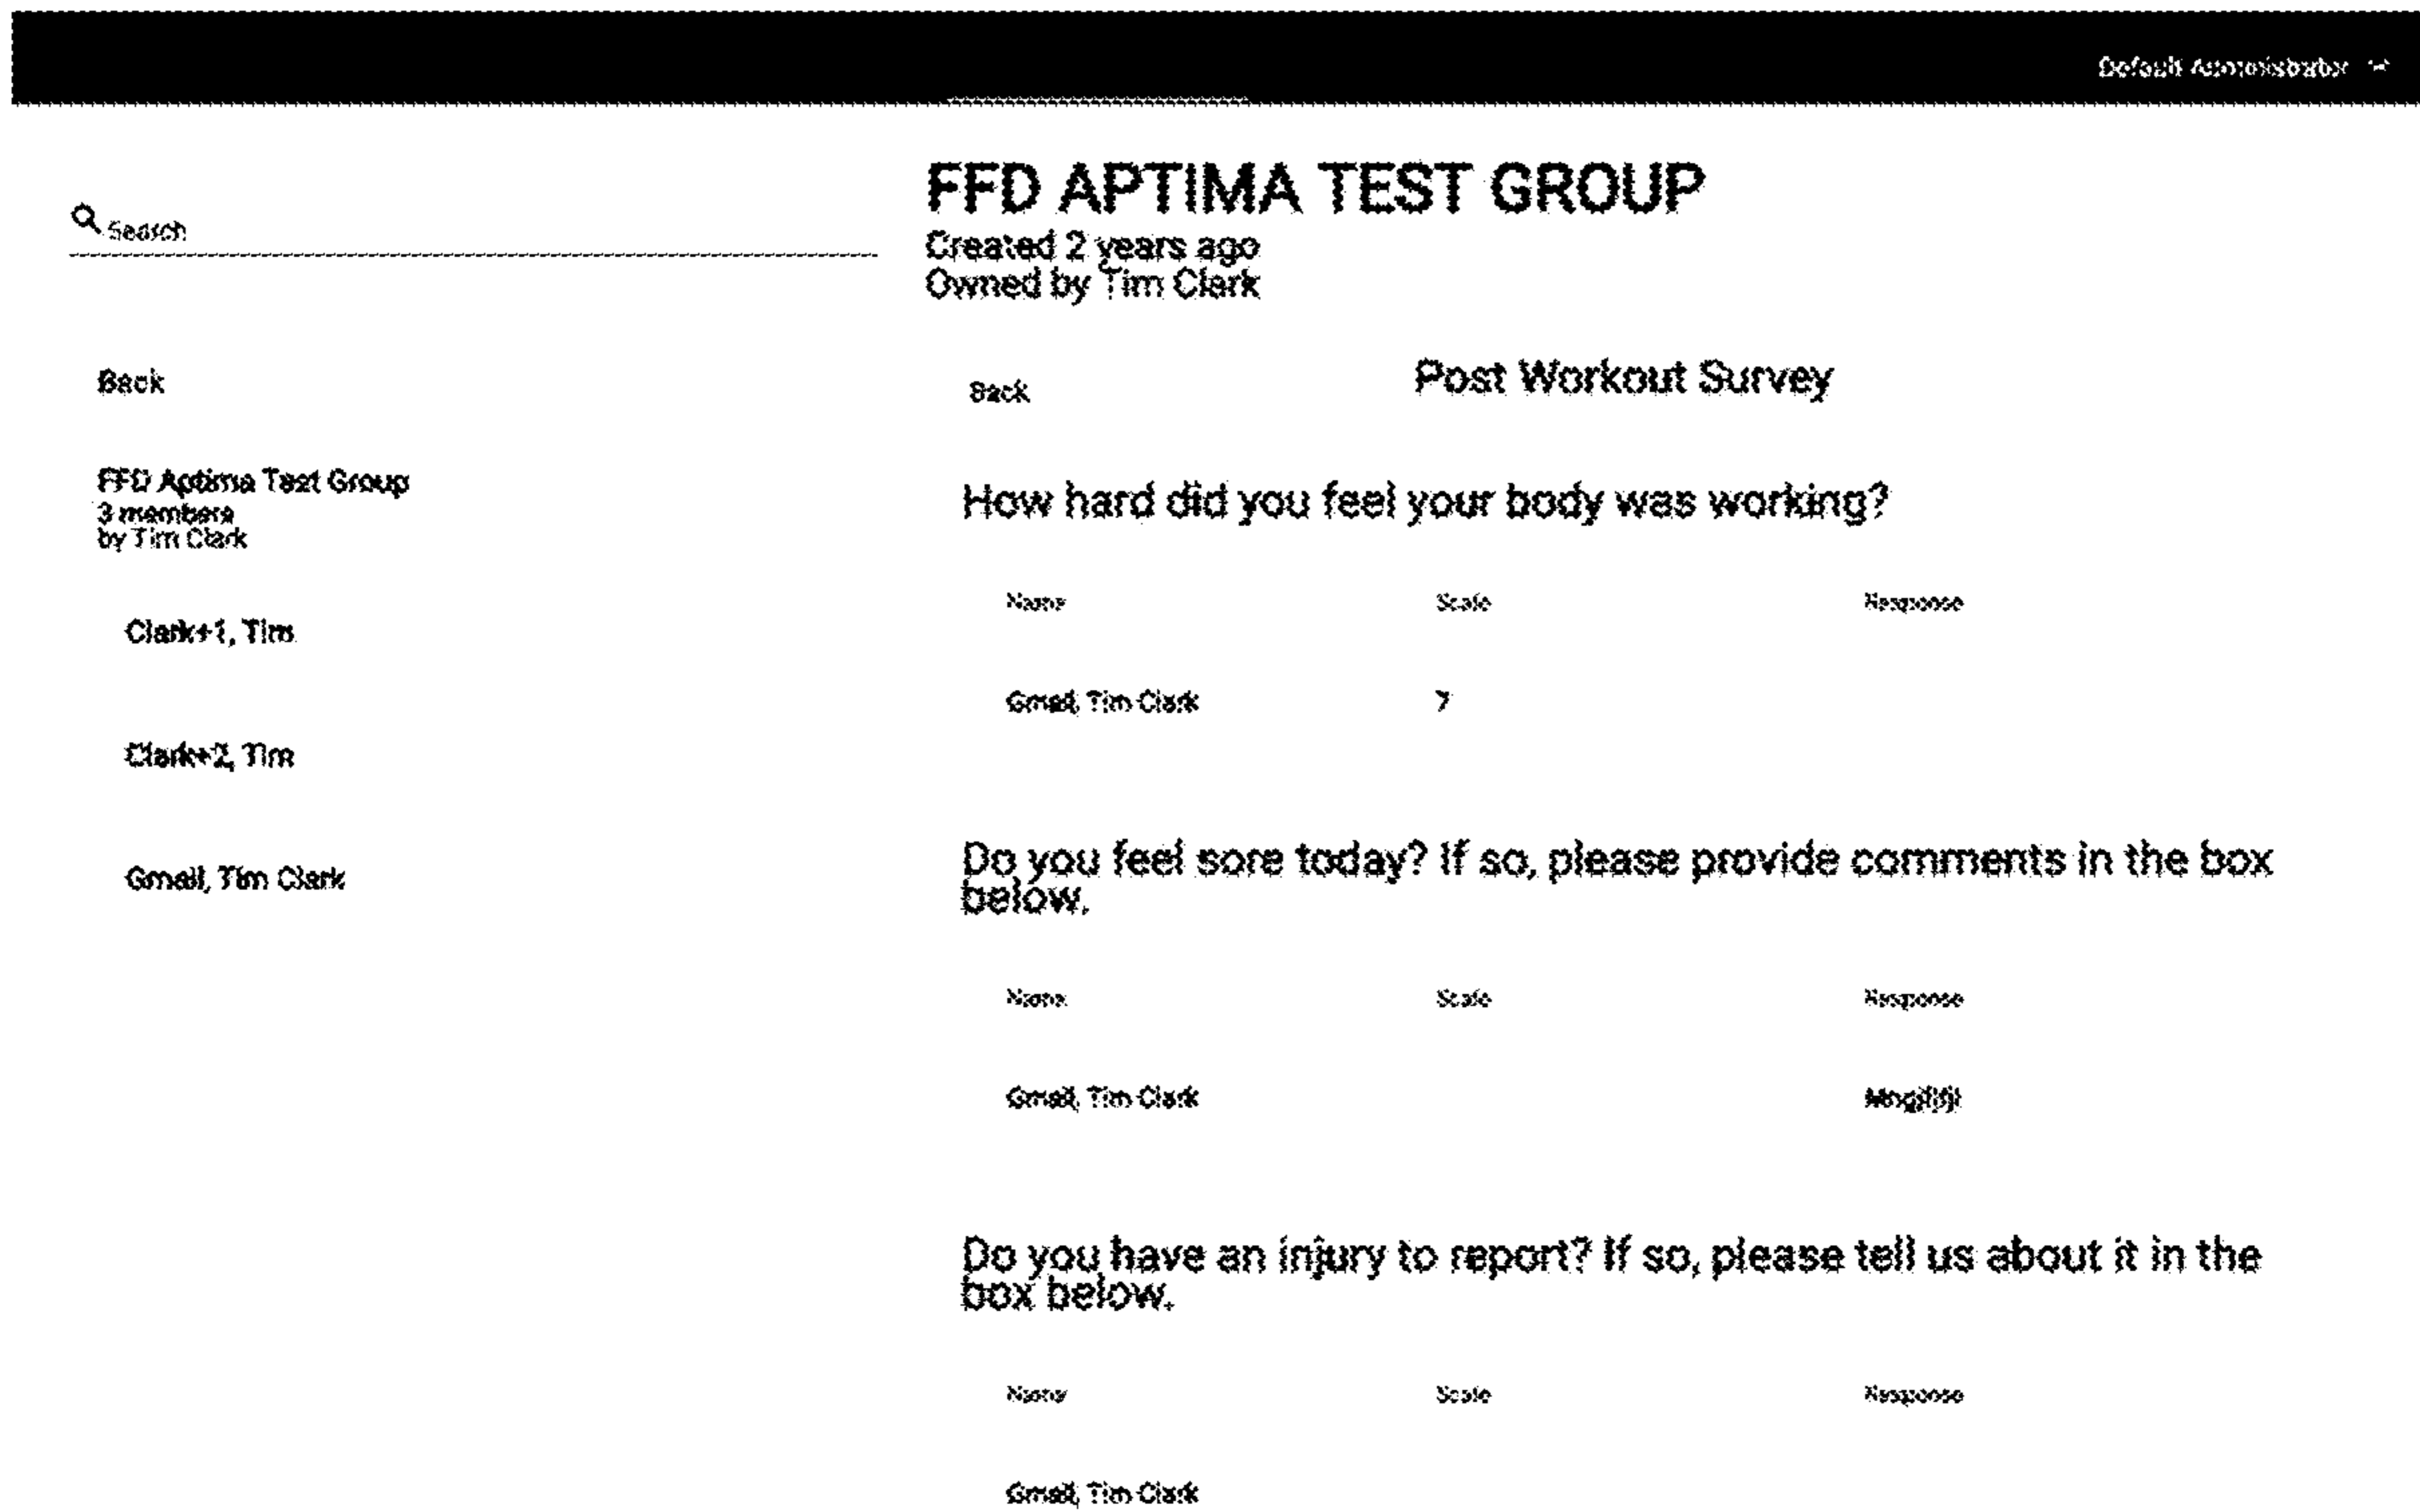 Default Administrator
Search
Back
FFD Aptima Test Group
3 members
by Tim Clark
Clark+1, Tim
Clark+2, Tim
Gmail, Tim Clark
FFD APTIMA TEST GROUP
Created 2 years ago
Owned by Tim Clark
Back
Post Workout Survey
How hard did you feel your body was working?
Name Scale Response
Gmail, Tim Clark 7
Do you feel sore today? If so, please provide comments in the box
below.
Name Scale Response
Gmail, Tim Clark
Do you have an injury to report? If so, please tell us about it in the
box below.
Name Scale Response
Gmail, Tim Clark